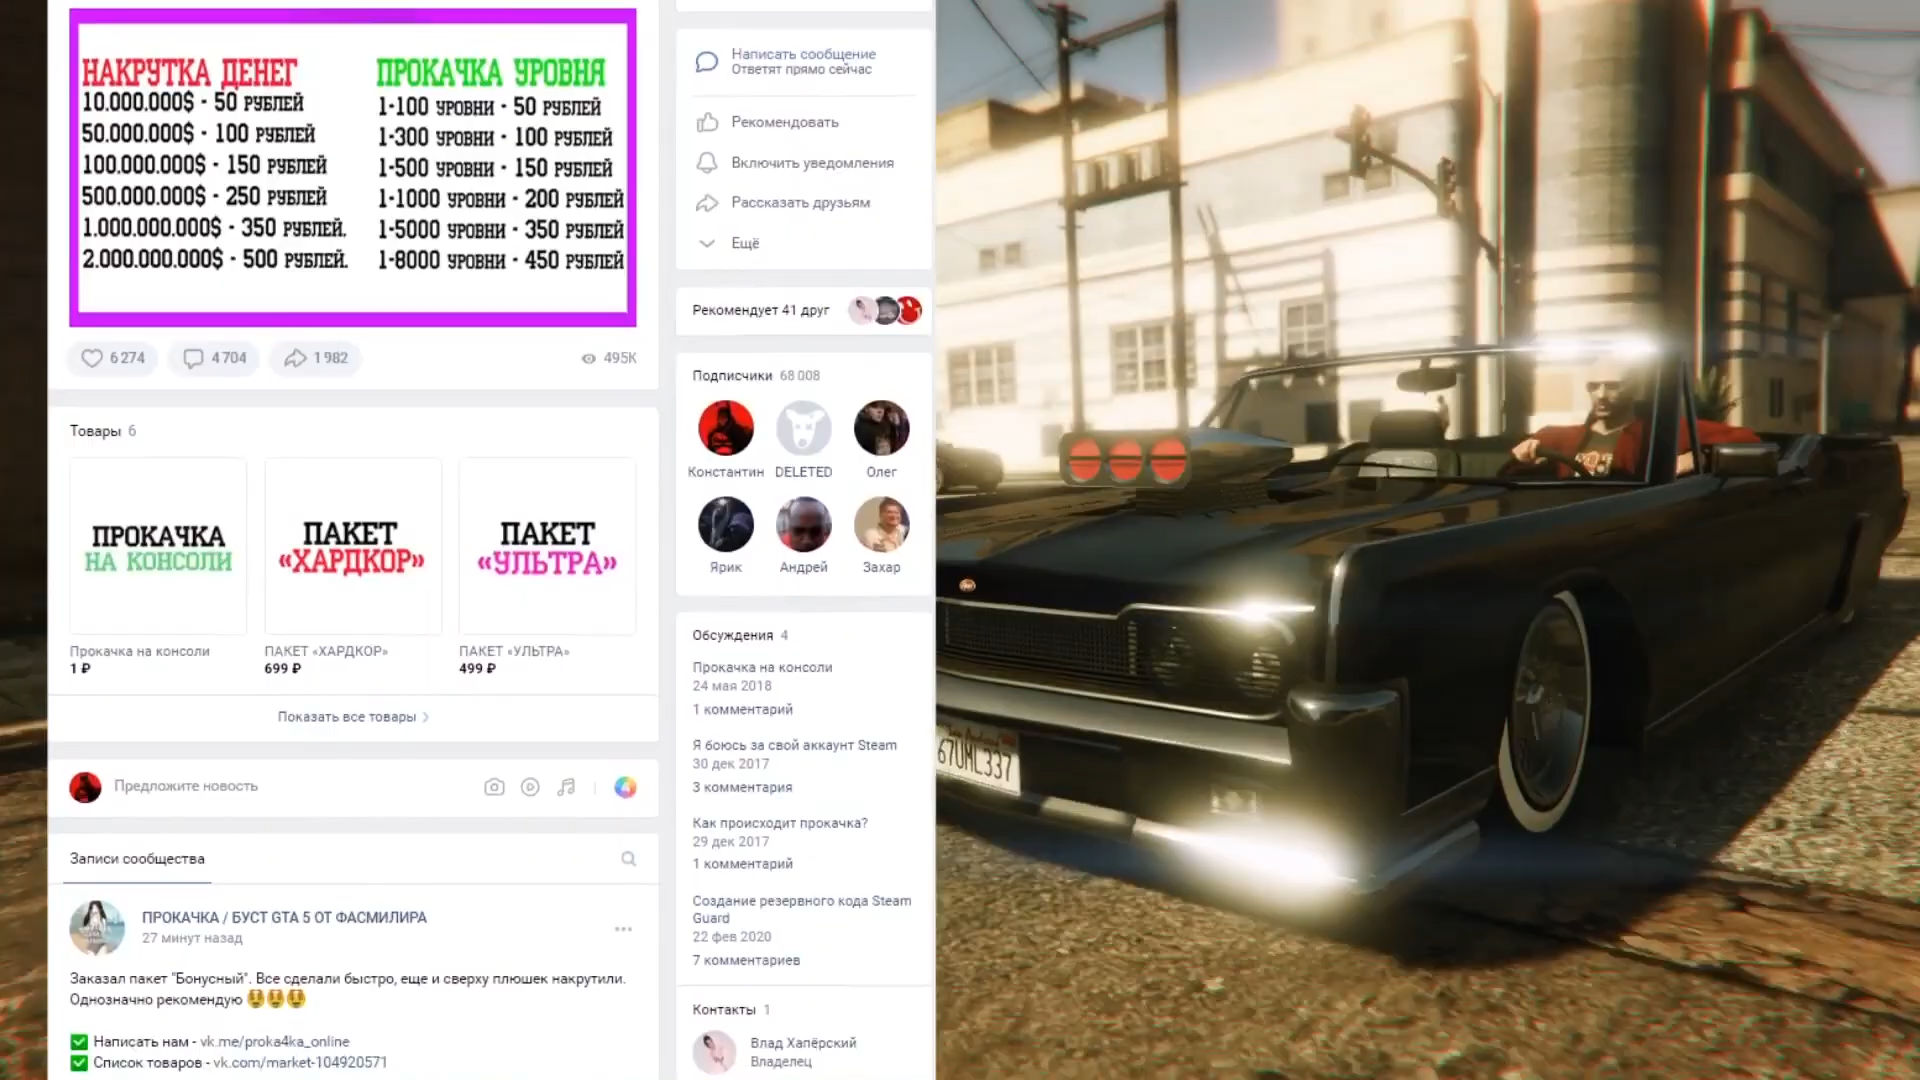 НАКРУТКА ДЕНЕГ
10.000.000$ - 50 РУБЛЕЙ
50.000.000$ - 100 РУБЛЕЙ
100.000.000$ - 150 РУБЛЕЙ
500.000.000$ - 250 РУБЛЕЙ
1.000.000.000$ - 350 РУБЛЕЙ.
2.000.000.000$ - 500 РУБЛЕЙ.
ПРОКАЧКА УРОВНЯ
1-100 УРОВНИ - 50 РУБЛЕЙ
1-300 УРОВНИ - 100 РУБЛЕЙ
1-500 УРОВНИ - 150 РУБЛЕЙ
1-1000 УРОВНИ - 200 РУБЛЕЙ
1-5000 УРОВНИ - 350 РУБЛЕЙ
1-8000 УРОВНИ - 450 РУБЛЕЙ
6 274 4 704 1 982 495K
Товары 6
ПРОКАЧКА
НА КОНСОЛИ
ПАКЕТ
«ХАРДКОР»
ПАКЕТ
«УЛЬТРА»
Прокачка на консоли
1 ₽
ПАКЕТ «ХАРДКОР»
699 ₽
ПАКЕТ «УЛЬТРА»
499 ₽
Показать все товары
Предложите новость
Записи сообщества
ПРОКАЧКА / БУСТ GTA 5 ОТ ФАСМИЛИРА
27 минут назад
Заказал пакет "Бонусный". Все сделали быстро, еще и сверху плюшек накрутили.
Однозначно рекомендую
Написать нам - vk.me/proka4ka_online
Список товаров - vk.com/market-104920571
Написать сообщение
Ответят прямо сейчас
Рекомендовать
Включить уведомления
Рассказать друзьям
Ещё
Рекомендует 41 друг
Подписчики 68 008
Константин DELETED Олег
Ярик Андрей Захар
Обсуждения 4
Прокачка на консоли
24 мая 2018
1 комментарий
Я боюсь за свой аккаунт Steam
30 дек 2017
3 комментария
Как происходит прокачка?
29 дек 2017
1 комментарий
Создание резервного кода Steam
Guard
22 фев 2020
7 комментариев
Контакты 1
Влад Хапёрский
Владелец
67UML337